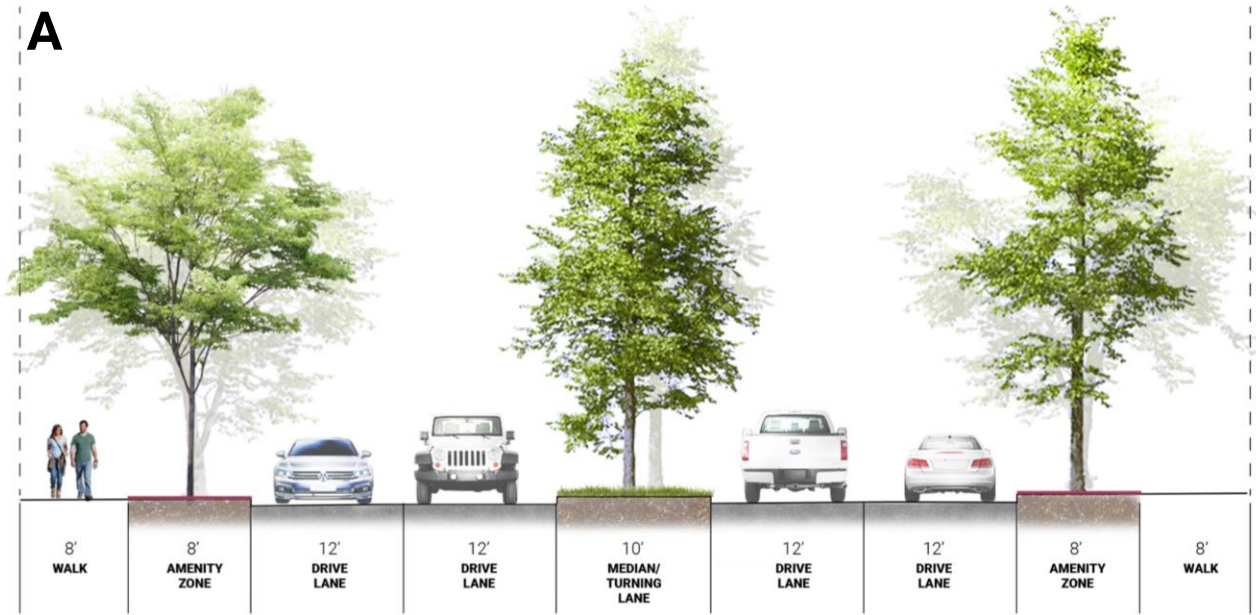 A
8’
WALK
8’
AMENITY
ZONE
12’
DRIVE
LANE
12’
DRIVE
LANE
10’
MEDIAN/
TURNING
LANE
12’
DRIVE
LANE
12’
DRIVE
LANE
8’
AMENITY
ZONE
8’
WALK